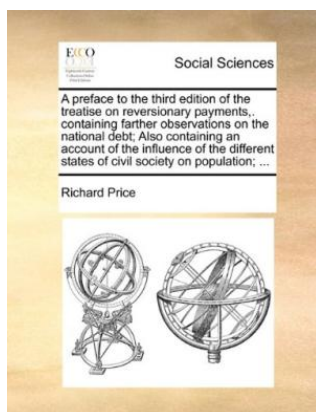 ECCO
Social Sciences
A preface to the third edition of the
treatise on reversionary payments,.
containing farther observations on the
national debt; Also containing an
account of the influence of the different
states of civil society on population; ...
Richard Price